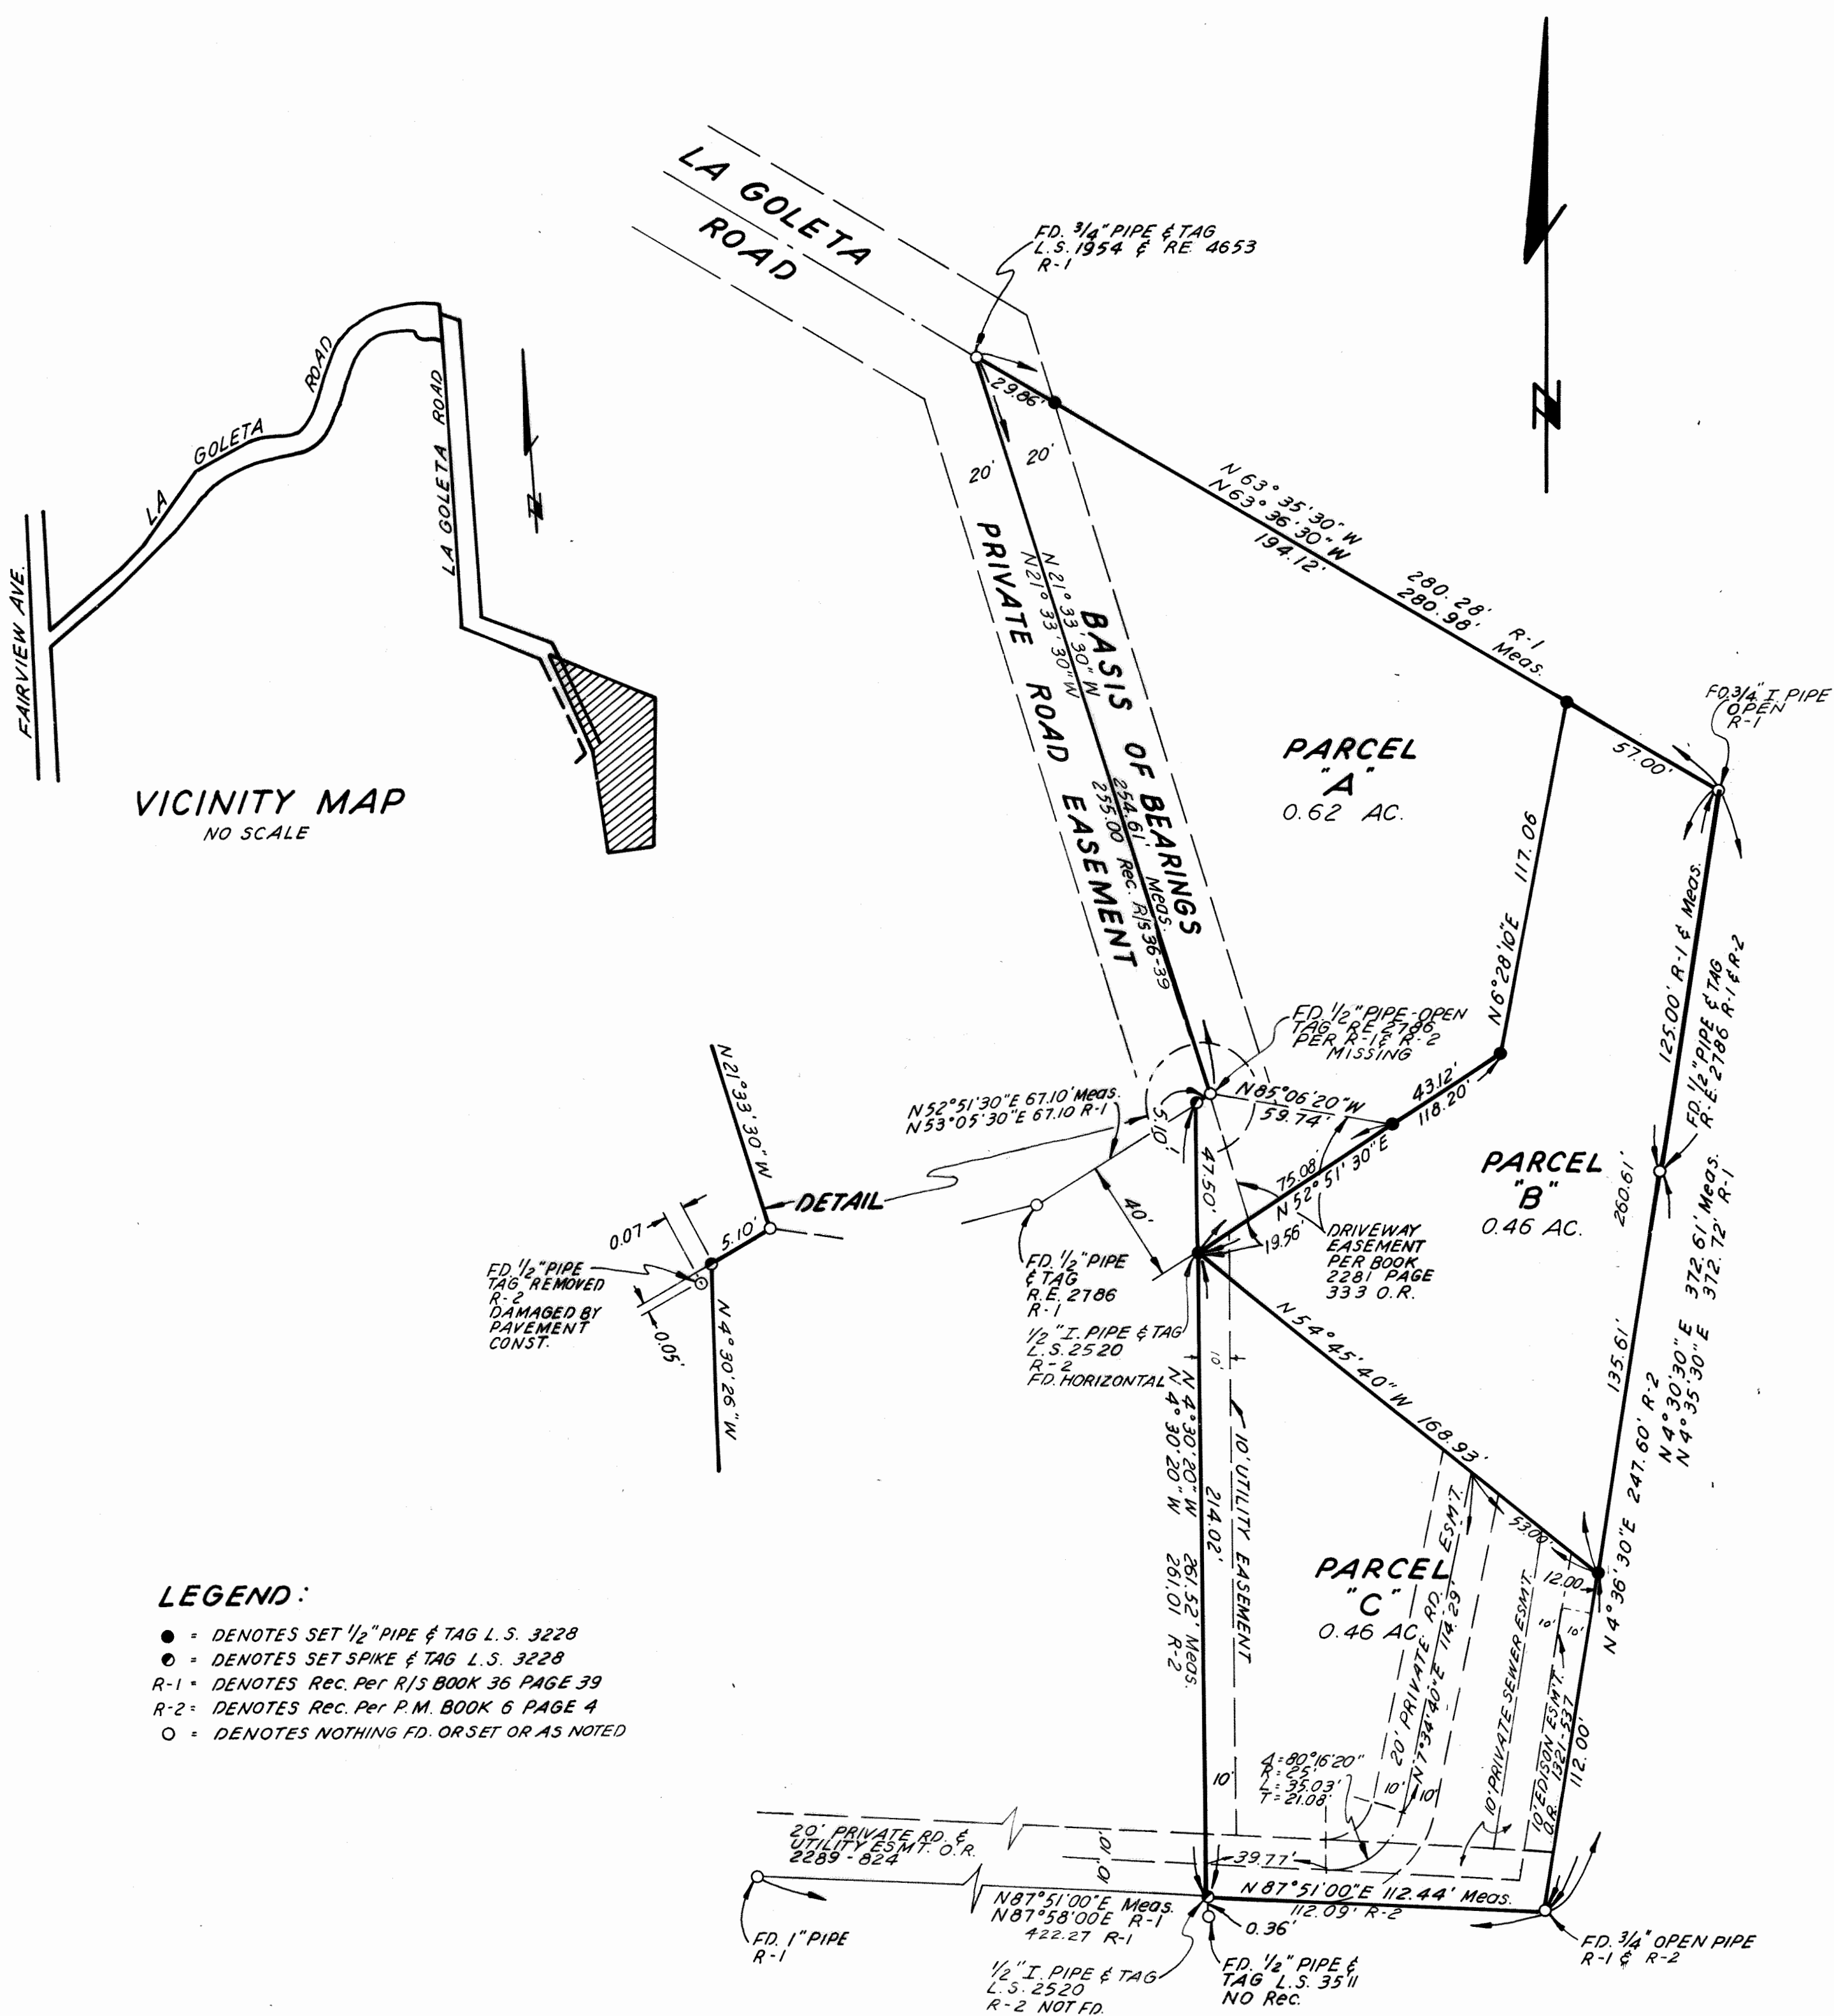 LA GOLETA
ROAD
FD. 3/4" PIPE & TAG
L.S. 1954 & RE. 4653
R-1
29.86'
20'
20'
N 63° 35' 30" W
N 63° 36' 30" W
194.12'
280.28' R-1
280.98' Meas.
FD. 3/4" I. PIPE
OPEN
R-1
57.00'
N
LA GOLETA ROAD
LA GOLETA ROAD
FAIRVIEW AVE.
N
VICINITY MAP
NO SCALE
PRIVATE ROAD EASEMENT
BASIS OF BEARINGS
N 21° 33' 30" W
N 21° 33' 30" W
254.61' Meas.
255.00 Rec. R/S 36-39
PARCEL
"A"
0.62 AC.
117.06
N6°28'10"E
125.00' R-1 & Meas.
FD. 1/2" PIPE & TAG
R.E. 2786 R-1 & R-2
FD. 1/2" PIPE-OPEN
TAG RE 2786
PER R-1 & R-2
MISSING
N85°06'20"W
59.74'
43.12'
118.20'
N52°51'30"E 67.10' Meas.
N53°05'30"E 67.10 R-1
5.10'
47.50'
75.08'
N 52° 51' 30" E
19.56'
40'
DRIVEWAY
EASEMENT
PER BOOK
2281 PAGE
333 O.R.
PARCEL
"B"
0.46 AC.
260.61'
135.61'
N 4° 30' 30" E 372.61' Meas.
N 4° 35' 30" E 372.72' R-1
N 4° 36' 30" E 247.60' R-2
DETAIL
N21°33'30"W
0.07
5.10'
FD. 1/2" PIPE
TAG REMOVED
R-2
DAMAGED BY
PAVEMENT
CONST.
0.05'
N 4° 30' 26" W
FD. 1/2" PIPE
& TAG
R.E. 2786
R-1
1/2" I. PIPE & TAG
L.S. 2520
R-2
FD. HORIZONTAL
10'
N 54° 45' 40" W 168.93'
N 4° 30' 20" W 261.52' Meas.
N 4° 30' 20" W 261.01 R-2
214.02'
10' UTILITY EASEMENT
53.00'
12.00
PARCEL
"C"
0.46 AC.
20' PRIVATE RD. ESM'T.
N 7° 34' 40" E 114.29'
10' PRIVATE SEWER ESM'T.
10' EDISON ESM'T.
O.R. 1321-537
10'
10'
112.00'
LEGEND:
● = DENOTES SET 1/2" PIPE & TAG L.S. 3228
= DENOTES SET SPIKE & TAG L.S. 3228
R-1 = DENOTES Rec. Per R/S BOOK 36 PAGE 39
R-2 = DENOTES Rec. Per P.M. BOOK 6 PAGE 4
○ = DENOTES NOTHING FD. OR SET OR AS NOTED
Δ=80°16'20"
R=25'
L=35.03'
T=21.08'
10'
10'
10'
20' PRIVATE RD. &
UTILITY ESMT. O.R.
2289-824
10' 10'
39.77'
N 87° 51' 00" E 112.44' Meas.
112.09' R-2
N87°51'00"E Meas.
N87°58'00E R-1
422.27 R-1
0.36'
FD. 1" PIPE
R-1
1/2" I. PIPE & TAG
L.S. 2520
R-2 NOT FD.
FD. 1/2" PIPE &
TAG L.S. 3511
NO Rec.
FD. 3/4" OPEN PIPE
R-1 & R-2